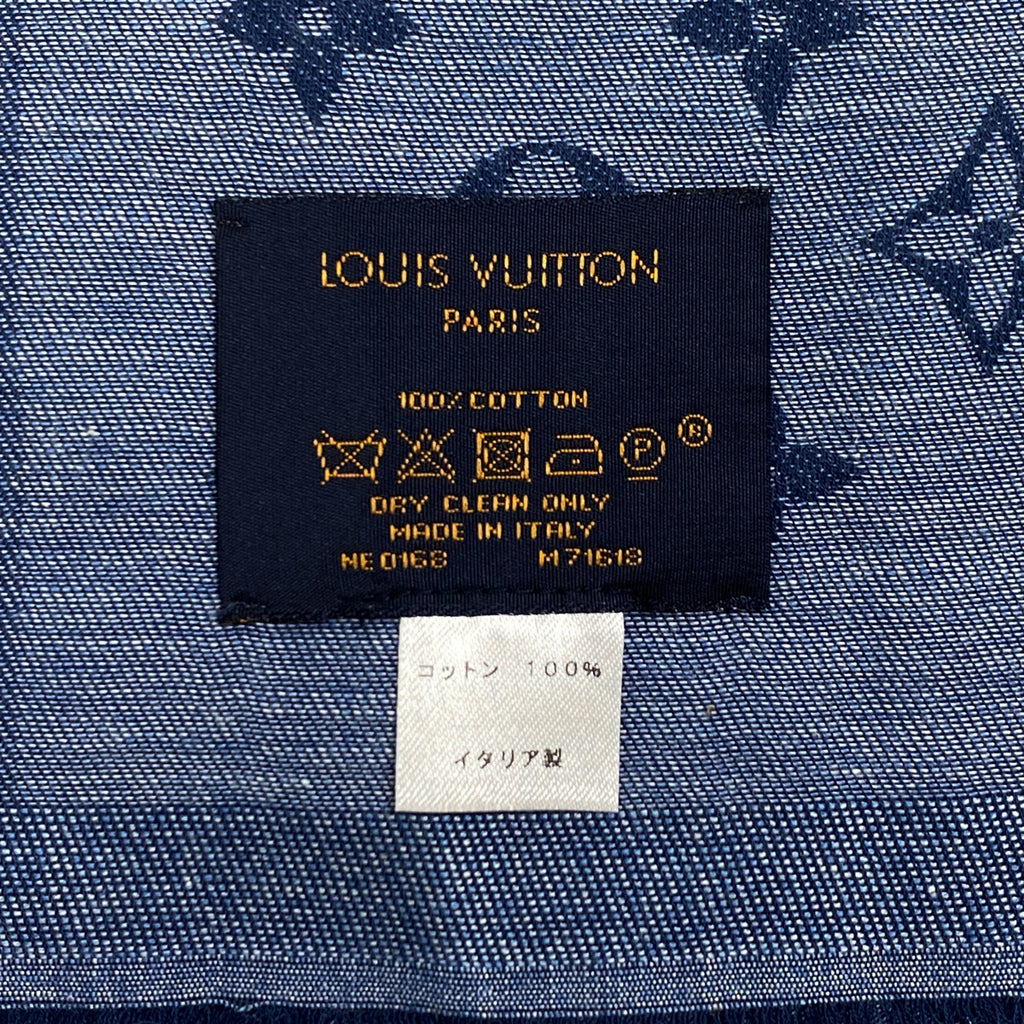 LOUIS VUITTON
PARIS
100% COTTON
P ®
DRY CLEAN ONLY
MADE IN ITALY
NE0168 M71618
コットン 100%
イタリア製